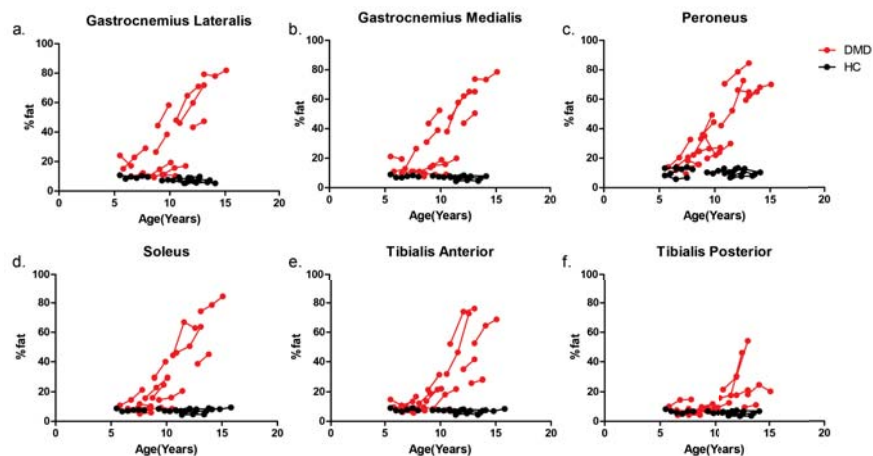 a.
Gastrocnemius Lateralis
100
80
60
40
20
0
% fat
0
5
10
15
20
Age(Years)
b.
Gastrocnemius Medialis
100
80
60
40
20
0
% fat
0
5
10
15
20
Age(Years)
c.
Peroneus
100
80
60
40
20
0
% fat
0
5
10
15
20
Age(Years)
DMD
HC
d.
Soleus
100
80
60
40
20
0
% fat
0
5
10
15
20
Age(Years)
e.
Tibialis Anterior
100
80
60
40
20
0
% fat
0
5
10
15
20
Age(Years)
f.
Tibialis Posterior
100
80
60
40
20
0
% fat
0
5
10
15
20
Age(Years)